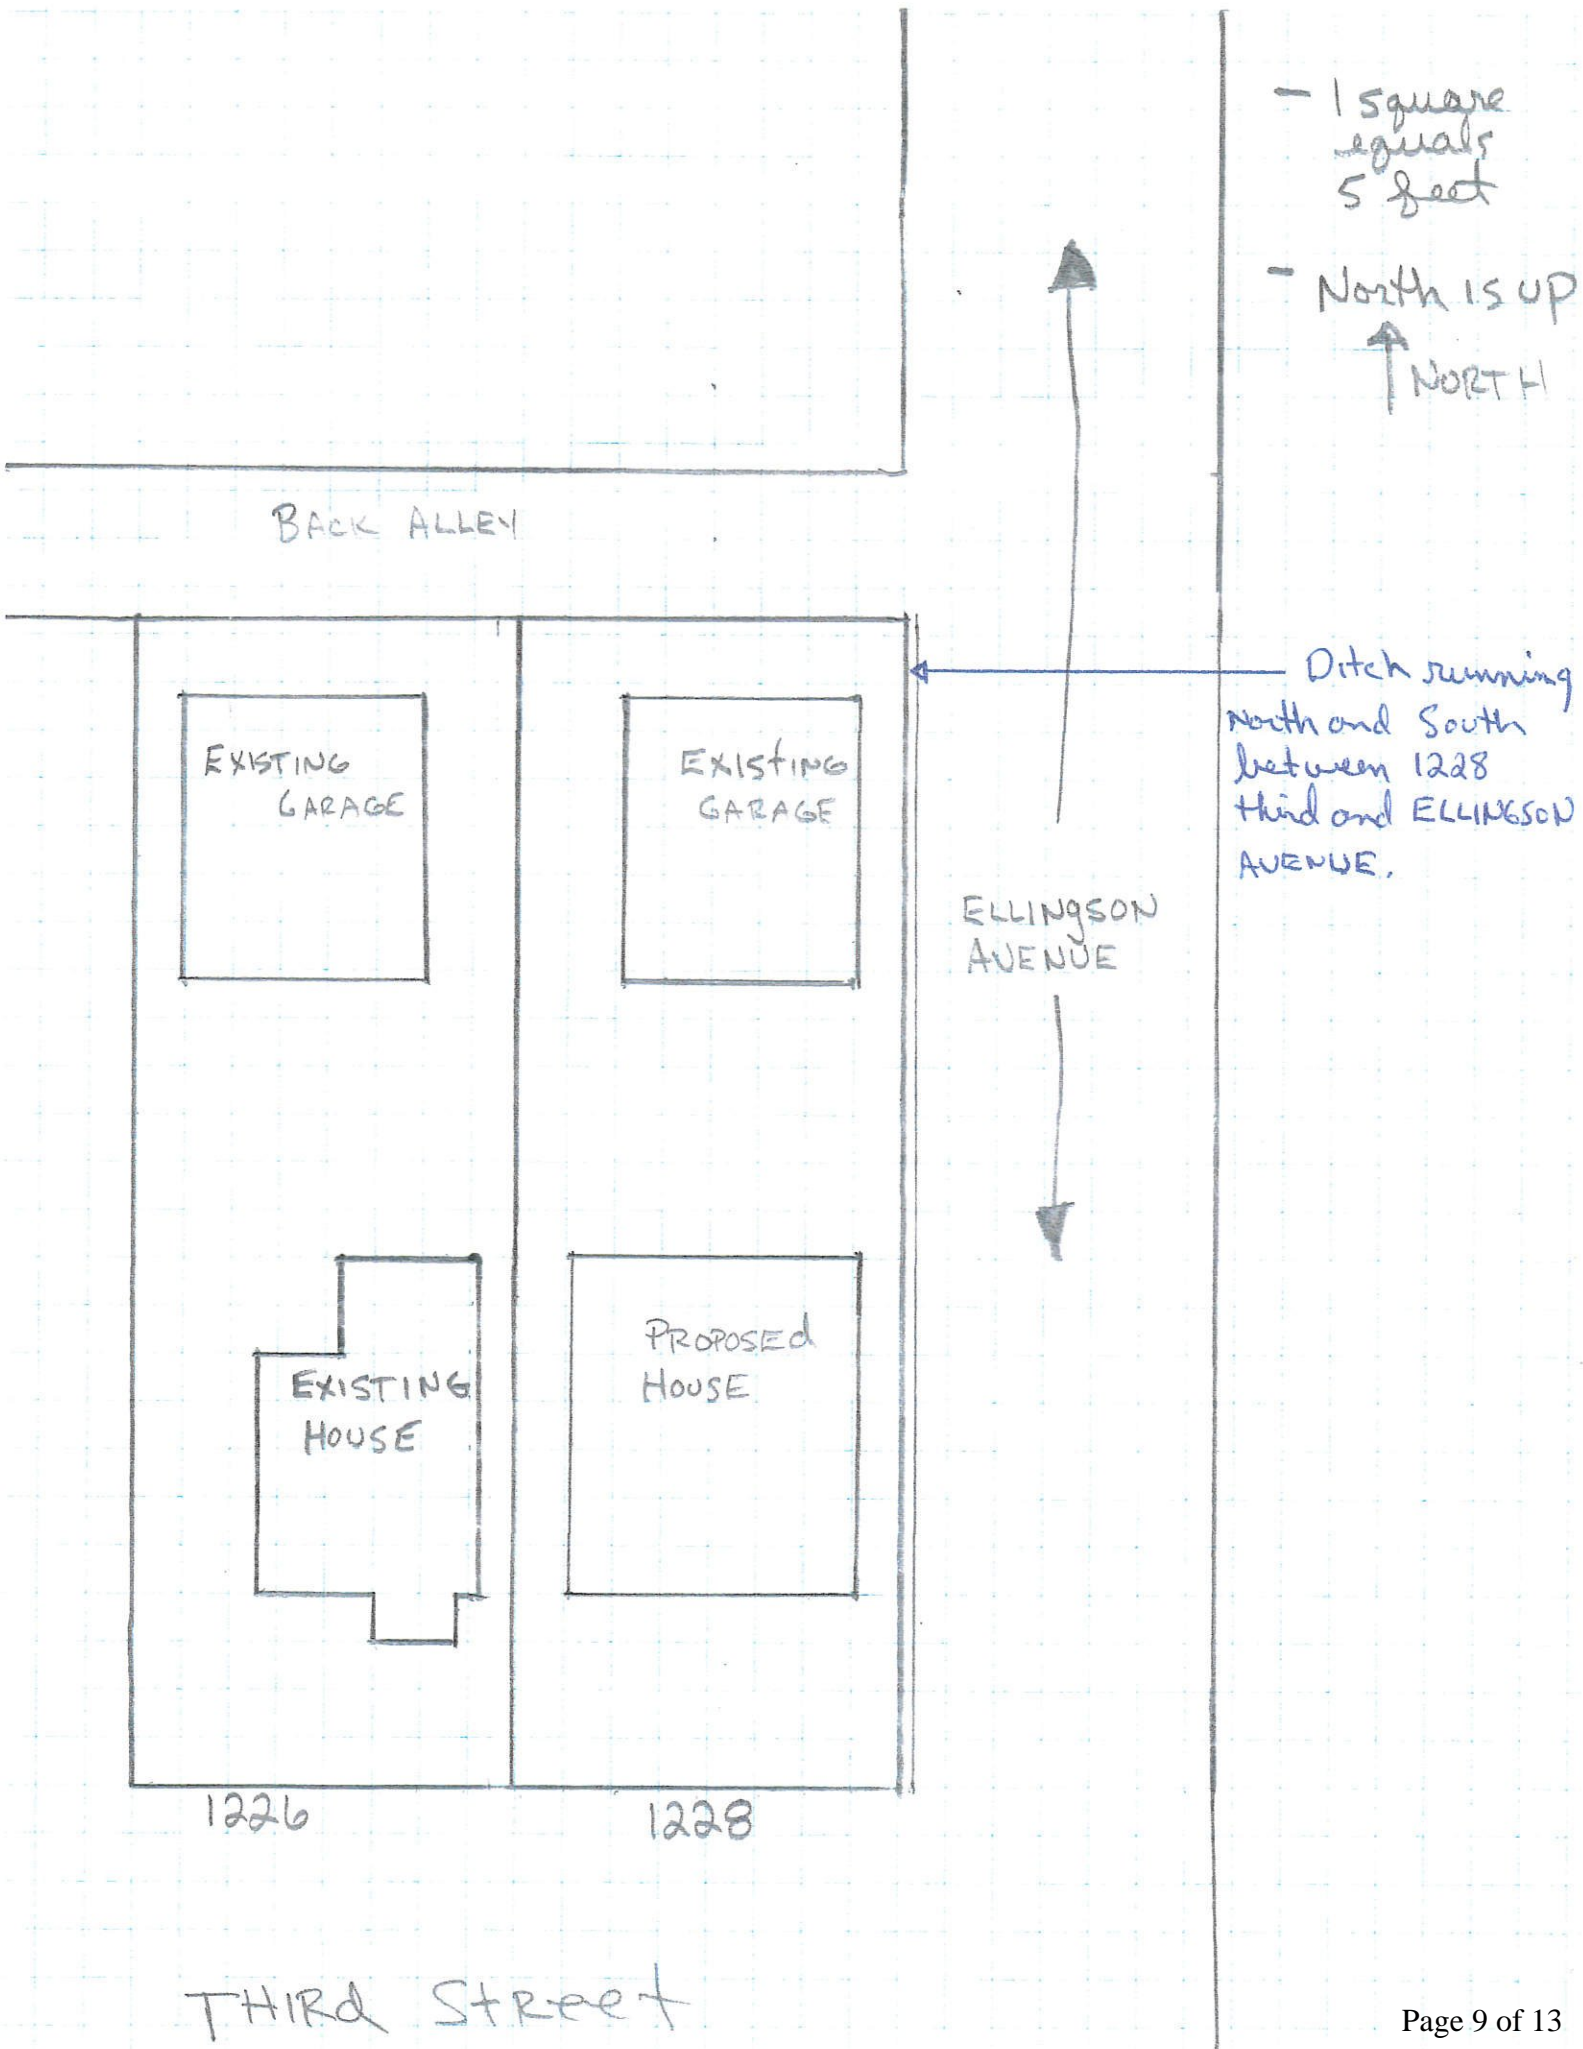 - 1 square
equals
5 feet
- North is up
NORTH
BACK ALLEY
Ditch running
North and South
between 1228
third and ELLINGSON
AVENUE.
EXISTING
GARAGE
EXISTING
GARAGE
ELLINGSON
AVENUE
EXISTING
HOUSE
PROPOSEd
HOUSE
1226
1228
THIRd StReet
Page 9 of 13